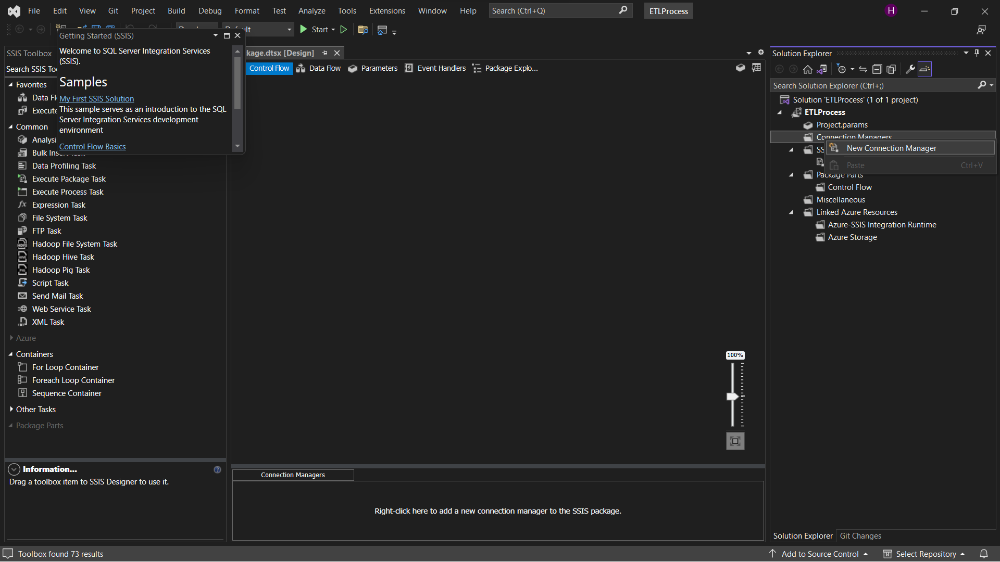 File Edit View Git Project Build Debug Format Test Analyze Tools Extensions Window Help Search (Ctrl+Q) ETLProcess H
Start
Getting Started (SSIS)
Welcome to SQL Server Integration Services
(SSIS).
Samples
My First SSIS Solution
This sample serves as an introduction to the SQL
Server Integration Services development
environment
Control Flow Basics
SSIS Toolbox
Search SSIS To
Favorites
Data Fl
Execute
Common
Analysi
Bulk Insert Task
Data Profiling Task
Execute Package Task
Execute Process Task
Expression Task
File System Task
FTP Task
Hadoop File System Task
Hadoop Hive Task
Hadoop Pig Task
Script Task
Send Mail Task
Web Service Task
XML Task
Azure
Containers
For Loop Container
Foreach Loop Container
Sequence Container
Other Tasks
Package Parts
Information...
Drag a toolbox item to SSIS Designer to use it.
kage.dtsx [Design]
Control Flow Data Flow Parameters Event Handlers Package Explo...
100%
Connection Managers
Right-click here to add a new connection manager to the SSIS package.
Solution Explorer
Search Solution Explorer (Ctrl+;)
Solution 'ETLProcess' (1 of 1 project)
ETLProcess
Project.params
Connection Managers
SS
New Connection Manager
Paste Ctrl+V
Package Parts
Control Flow
Miscellaneous
Linked Azure Resources
Azure-SSIS Integration Runtime
Azure Storage
Solution Explorer Git Changes
Toolbox found 73 results
Add to Source Control Select Repository